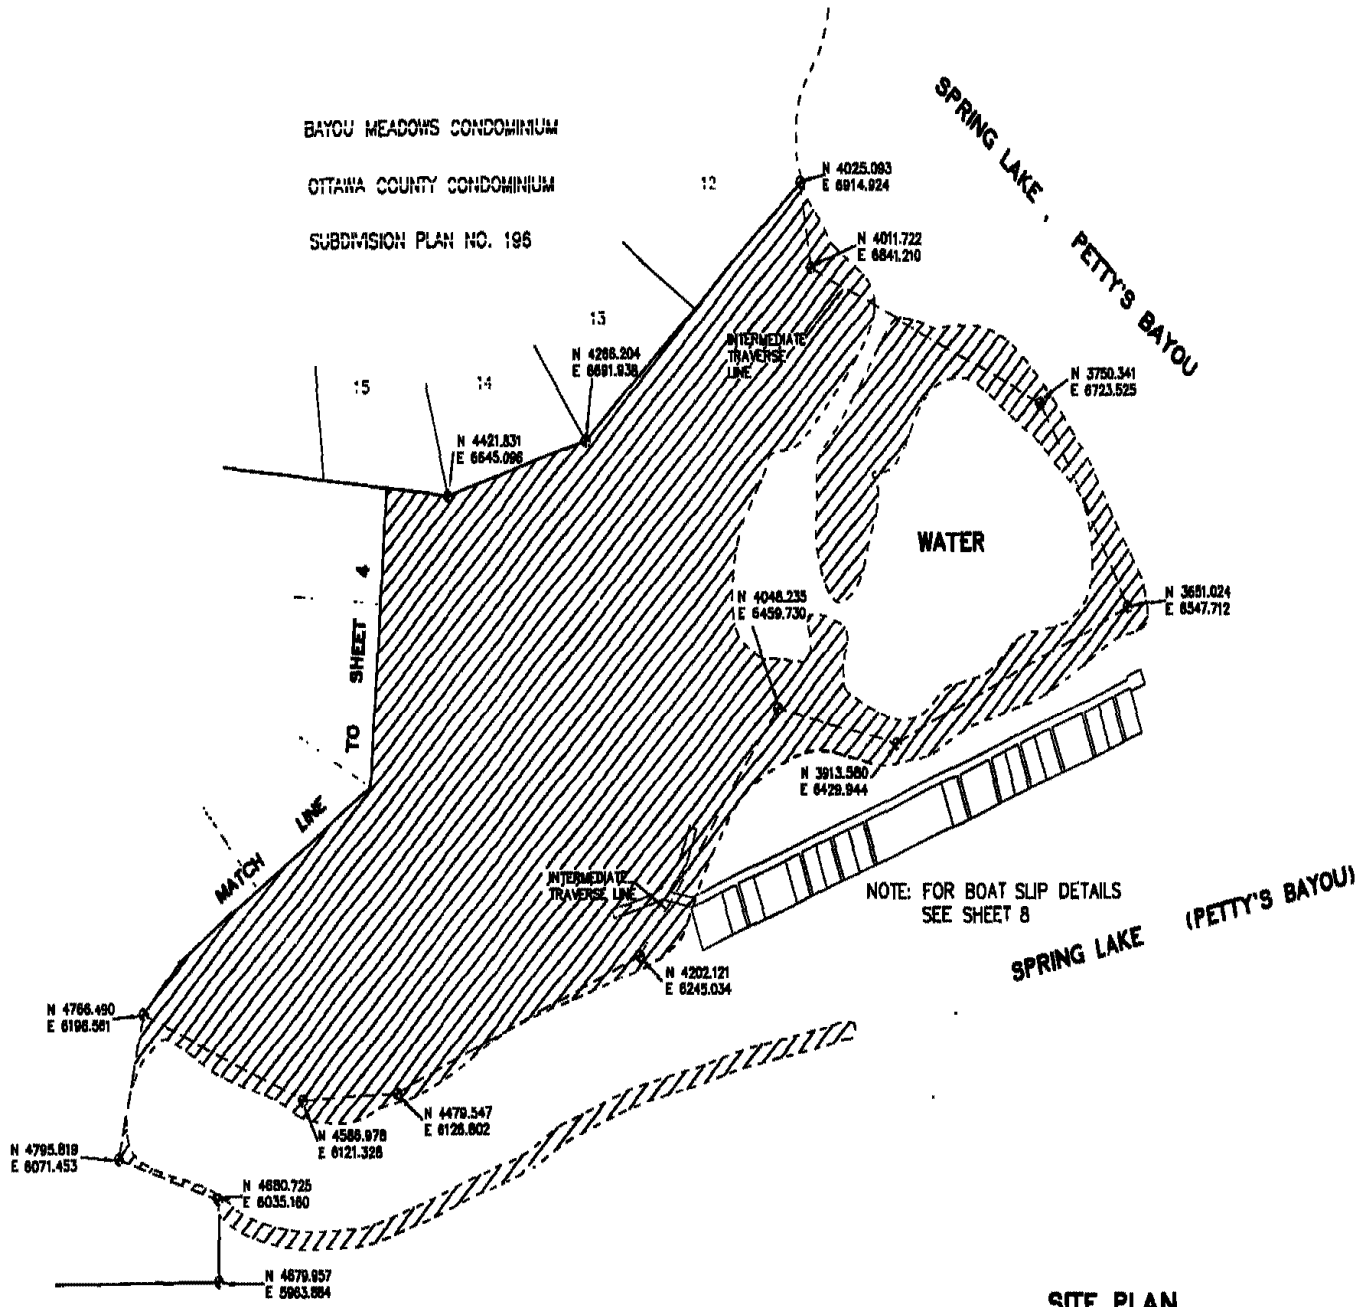 BAYOU MEADOWS CONDOMINIUM
OTTAWA COUNTY CONDOMINIUM
SUBDIVISION PLAN NO. 196
SPRING LAKE , PETTY'S BAYOU
12
N 4025.093
E 6914.924
N 4011.722
E 6841.210
13
N 4266.204
E 6691.938
INTERMEDIATE
TRAVERSE
LINE
N 3750.341
E 6723.525
15
14
N 4421.831
E 6645.096
WATER
N 4048.235
E 6459.730
N 3651.024
E 6547.712
MATCH LINE TO SHEET 4
N 3913.580
E 6429.944
INTERMEDIATE
TRAVERSE LINE
NOTE: FOR BOAT SLIP DETAILS
SEE SHEET 8
SPRING LAKE (PETTY'S BAYOU)
N 4202.121
E 6245.034
N 4766.490
E 6196.561
N 4479.547
E 6126.802
N 4586.978
E 6121.328
N 4795.819
E 6071.453
N 4680.725
E 6035.160
N 4679.957
E 5963.884
SITE PLAN